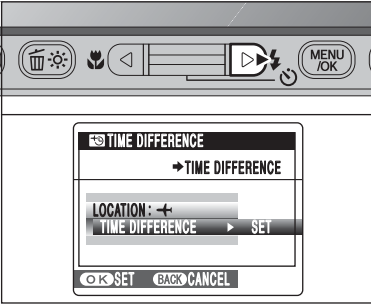 MENU
/OK
TIME DIFFERENCE
➔TIME DIFFERENCE
LOCATION :
TIME DIFFERENCE ▶ SET
OK SET BACK CANCEL